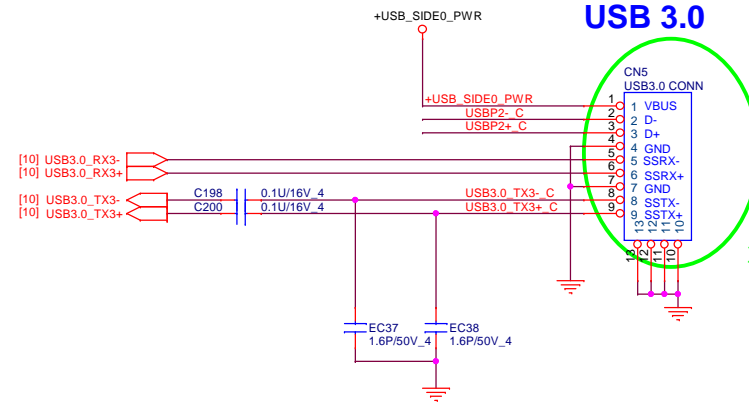 USB 3.0
+USB_SIDE0_PWR
CN5
USB3.0 CONN
+USB_SIDE0_PWR 1 1 VBUS
USBP2-_C 2 2 D-
USBP2+_C 3 3 D+
4 4 GND
[10] USB3.0_RX3- 5 5 SSRX-
[10] USB3.0_RX3+ 6 6 SSRX+
7 7 GND
[10] USB3.0_TX3- C198 0.1U/16V_4 USB3.0_TX3-_C 8 8 SSTX-
[10] USB3.0_TX3+ C200 0.1U/16V_4 USB3.0_TX3+_C 9 9 SSTX+
13 12 11 10
13 12 11 10
EC37 EC38
1.6P/50V_4 1.6P/50V_4